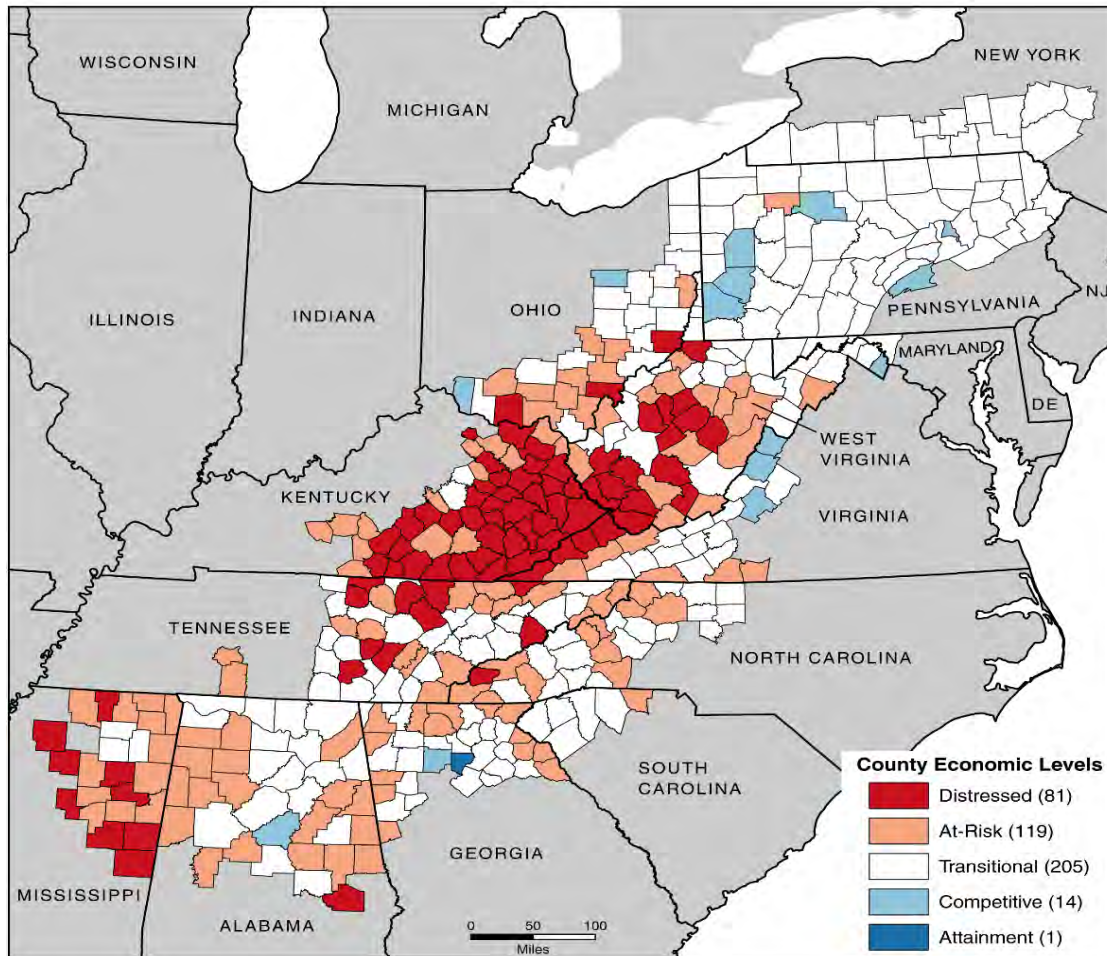 WISCONSIN
MICHIGAN
NEW YORK
ILLINOIS
INDIANA
OHIO
PENNSYLVANIA
NJ
MARYLAND
DE
WEST
VIRGINIA
VIRGINIA
KENTUCKY
TENNESSEE
NORTH CAROLINA
SOUTH
CAROLINA
GEORGIA
MISSISSIPPI
ALABAMA
0 50 100
Miles
County Economic Levels
Distressed (81)
At-Risk (119)
Transitional (205)
Competitive (14)
Attainment (1)